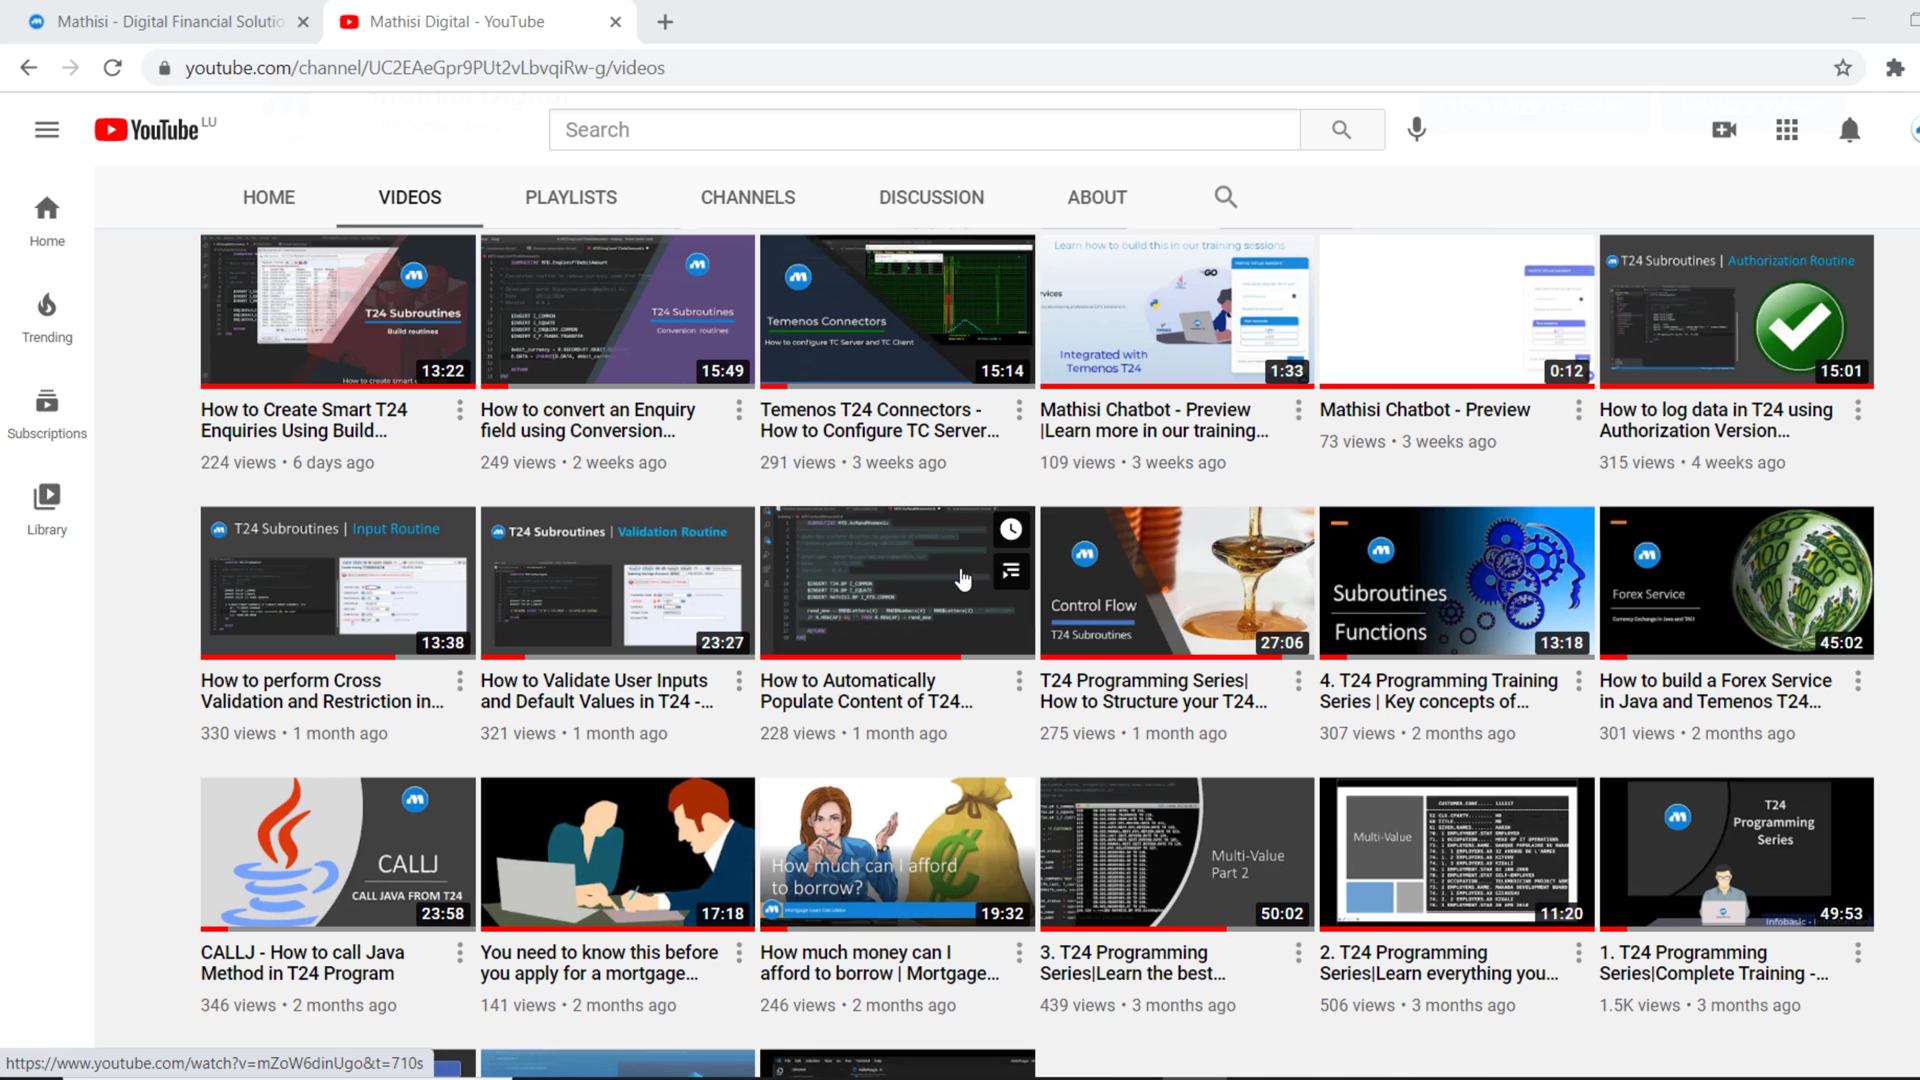 Mathisi - Digital Financial Solutio
Mathisi Digital - YouTube
youtube.com/channel/UC2EAeGpr9PUt2vLbvqiRw-g/videos
YouTube LU
Search
HOME
VIDEOS
PLAYLISTS
CHANNELS
DISCUSSION
ABOUT
Home
Trending
Subscriptions
Library
T24 Subroutines
Build routines
13:22
T24 Subroutines
Conversion routines
15:49
Temenos Connectors
How to configure TC Server and TC Client
15:14
Learn how to build this in our training sessions
Integrated with
Temenos T24
1:33
0:12
T24 Subroutines | Authorization Routine
15:01
How to Create Smart T24
Enquiries Using Build...
224 views • 6 days ago
How to convert an Enquiry
field using Conversion...
249 views • 2 weeks ago
Temenos T24 Connectors -
How to Configure TC Server...
291 views • 3 weeks ago
Mathisi Chatbot - Preview
|Learn more in our training...
109 views • 3 weeks ago
Mathisi Chatbot - Preview
73 views • 3 weeks ago
How to log data in T24 using
Authorization Version...
315 views • 4 weeks ago
T24 Subroutines | Input Routine
13:38
T24 Subroutines | Validation Routine
23:27
Control Flow
T24 Subroutines
27:06
Subroutines
Functions
13:18
Forex Service
Currency Exchange in Java and TAFJ
45:02
How to perform Cross
Validation and Restriction in...
330 views • 1 month ago
How to Validate User Inputs
and Default Values in T24 -...
321 views • 1 month ago
How to Automatically
Populate Content of T24...
228 views • 1 month ago
T24 Programming Series|
How to Structure your T24...
275 views • 1 month ago
4. T24 Programming Training
Series | Key concepts of...
307 views • 2 months ago
How to build a Forex Service
in Java and Temenos T24...
301 views • 2 months ago
CALLJ
CALL JAVA FROM T24
23:58
17:18
How much can I afford
to borrow?
Mortgage Loan Calculator
19:32
Multi-Value
Part 2
50:02
Multi-Value
11:20
T24
Programming
Series
Infobasic -
49:53
CALLJ - How to call Java
Method in T24 Program
346 views • 2 months ago
You need to know this before
you apply for a mortgage...
141 views • 2 months ago
How much money can I
afford to borrow | Mortgage...
246 views • 2 months ago
3. T24 Programming
Series|Learn the best...
439 views • 3 months ago
2. T24 Programming
Series|Learn everything you...
506 views • 3 months ago
1. T24 Programming
Series|Complete Training -...
1.5K views • 3 months ago
https://www.youtube.com/watch?v=mZoW6dinUgo&t=710s